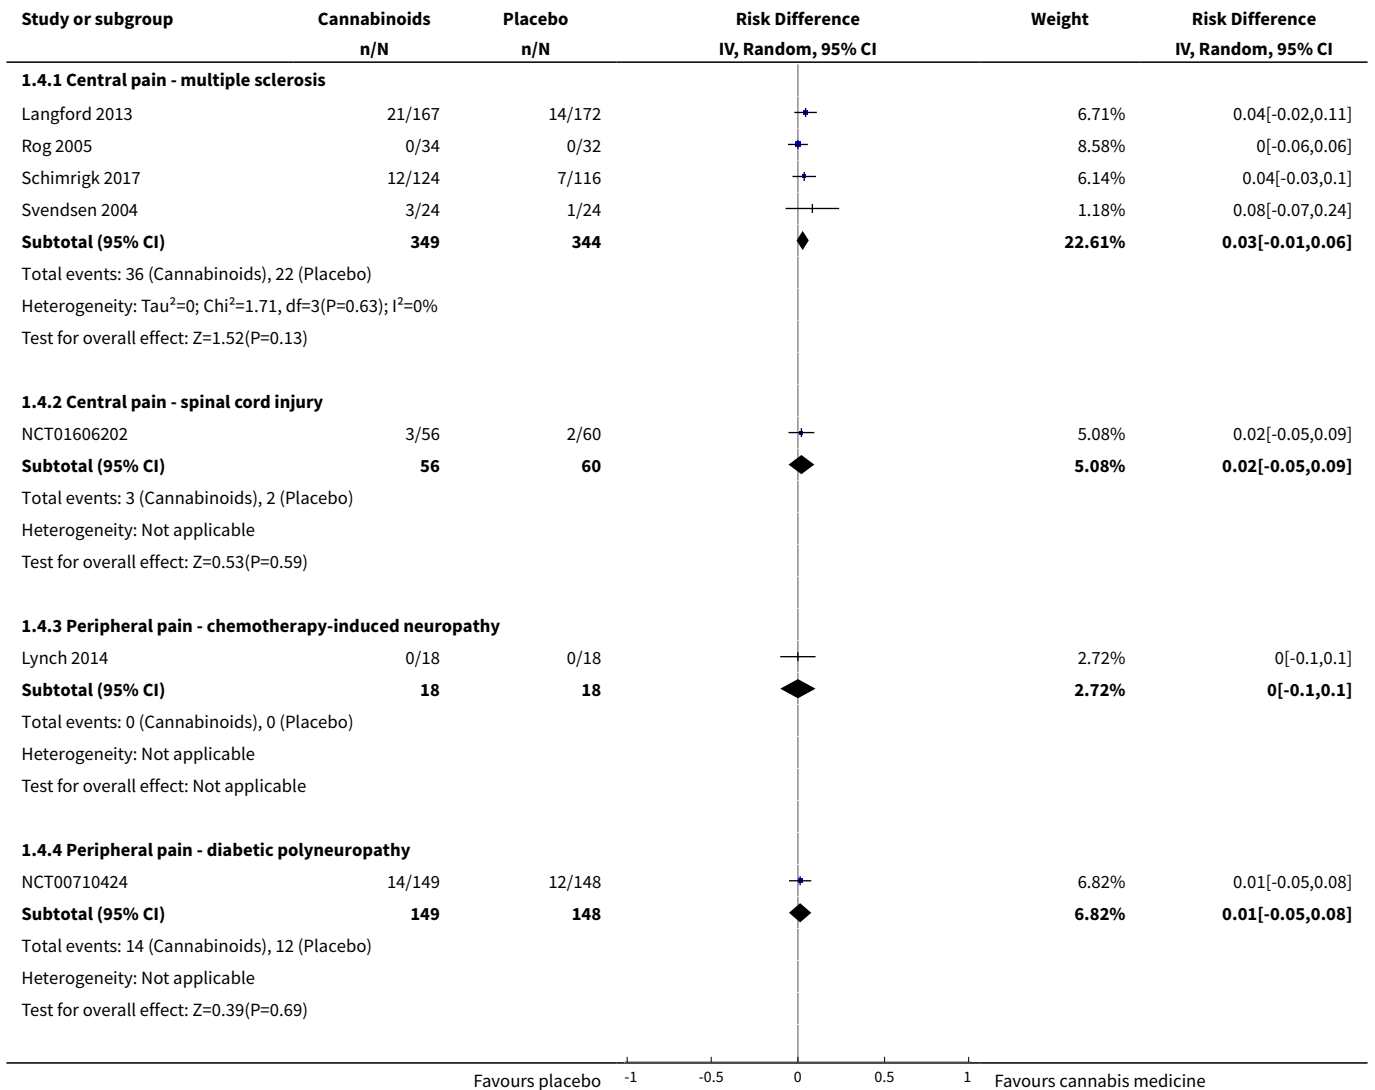 Study or subgroup Cannabinoids Placebo Risk Difference Weight Risk Difference
n/N n/N IV, Random, 95% CI IV, Random, 95% CI
1.4.1 Central pain - multiple sclerosis
Langford 2013 21/167 14/172 6.71% 0.04[-0.02,0.11]
Rog 2005 0/34 0/32 8.58% 0[-0.06,0.06]
Schimrigk 2017 12/124 7/116 6.14% 0.04[-0.03,0.1]
Svendsen 2004 3/24 1/24 1.18% 0.08[-0.07,0.24]
Subtotal (95% CI) 349 344 22.61% 0.03[-0.01,0.06]
Total events: 36 (Cannabinoids), 22 (Placebo)
Heterogeneity: Tau²=0; Chi²=1.71, df=3(P=0.63); I²=0%
Test for overall effect: Z=1.52(P=0.13)
1.4.2 Central pain - spinal cord injury
NCT01606202 3/56 2/60 5.08% 0.02[-0.05,0.09]
Subtotal (95% CI) 56 60 5.08% 0.02[-0.05,0.09]
Total events: 3 (Cannabinoids), 2 (Placebo)
Heterogeneity: Not applicable
Test for overall effect: Z=0.53(P=0.59)
1.4.3 Peripheral pain - chemotherapy-induced neuropathy
Lynch 2014 0/18 0/18 2.72% 0[-0.1,0.1]
Subtotal (95% CI) 18 18 2.72% 0[-0.1,0.1]
Total events: 0 (Cannabinoids), 0 (Placebo)
Heterogeneity: Not applicable
Test for overall effect: Not applicable
1.4.4 Peripheral pain - diabetic polyneuropathy
NCT00710424 14/149 12/148 6.82% 0.01[-0.05,0.08]
Subtotal (95% CI) 149 148 6.82% 0.01[-0.05,0.08]
Total events: 14 (Cannabinoids), 12 (Placebo)
Heterogeneity: Not applicable
Test for overall effect: Z=0.39(P=0.69)
Favours placebo -1 -0.5 0 0.5 1 Favours cannabis medicine